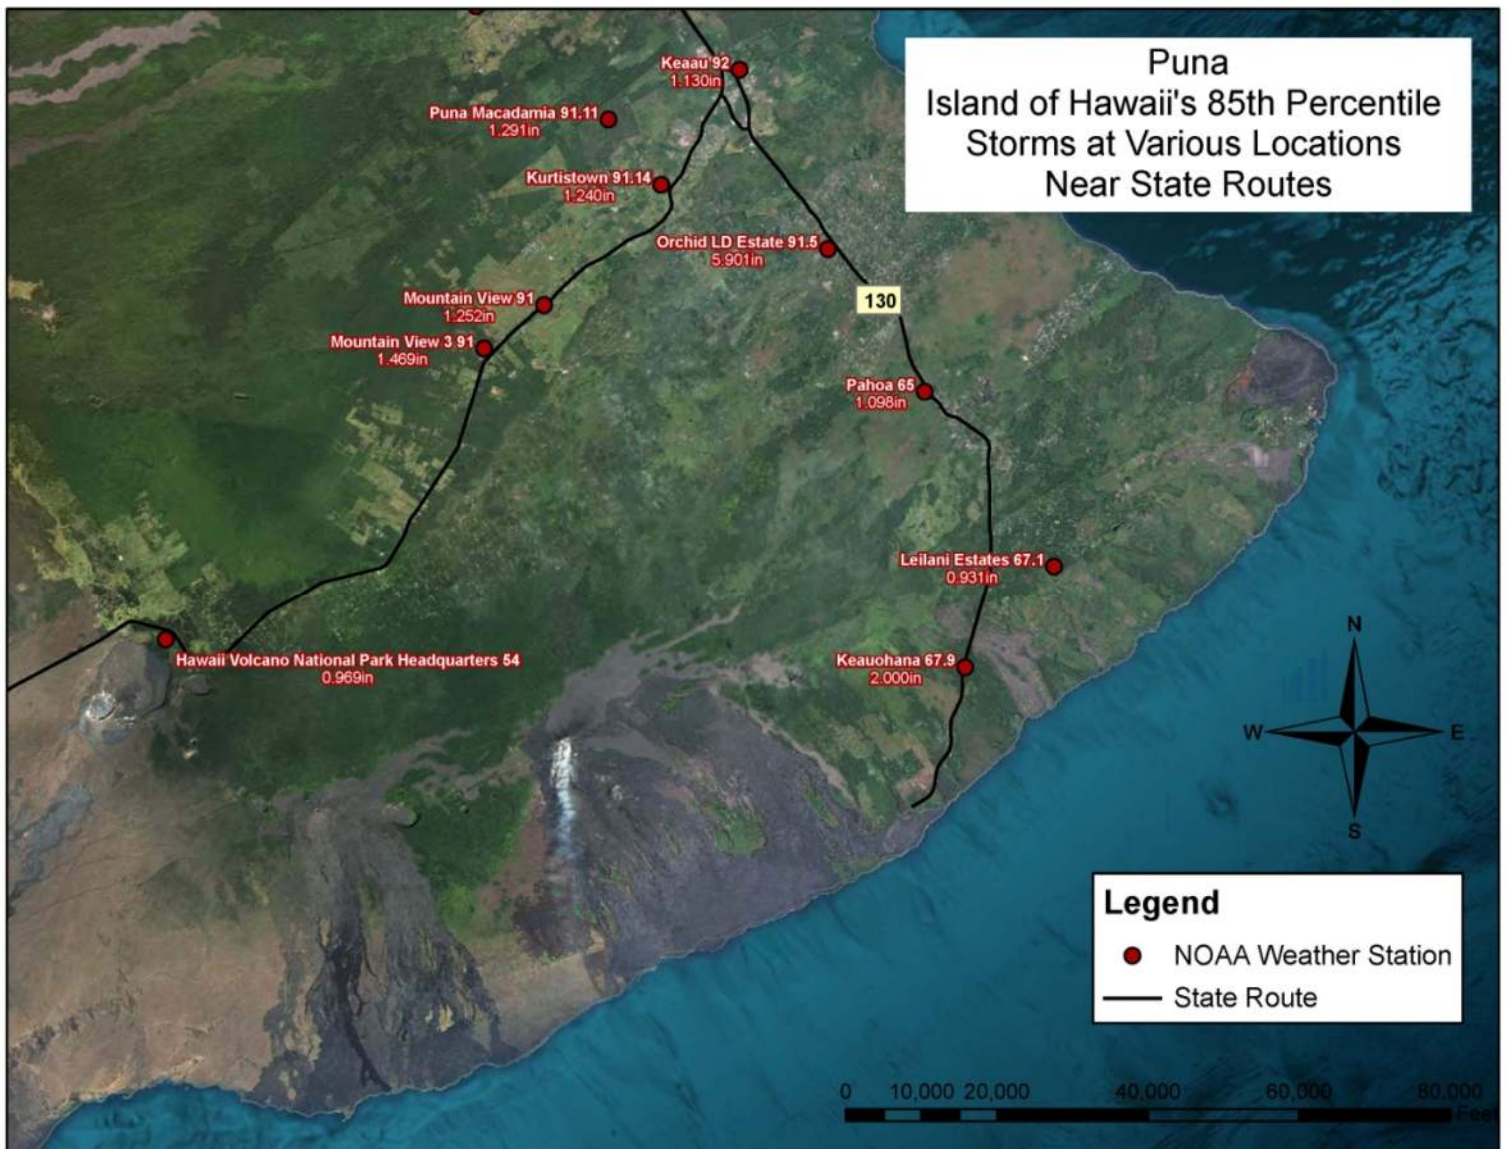 Puna
Island of Hawaii's 85th Percentile
Storms at Various Locations
Near State Routes
Keaau 92
1.130in
Puna Macadamia 91.11
1.291in
Kurtistown 91.14
1.240in
Orchid LD Estate 91.5
5.901in
130
Mountain View 91
1.252in
Mountain View 3 91
1.469in
Pahoa 65
1.098in
Leilani Estates 67.1
0.931in
Hawaii Volcano National Park Headquarters 54
0.969in
Keauohana 67.9
2.000in
N
W
E
S
Legend
NOAA Weather Station
State Route
0 10,000 20,000 40,000 60,000 80,000
Feet